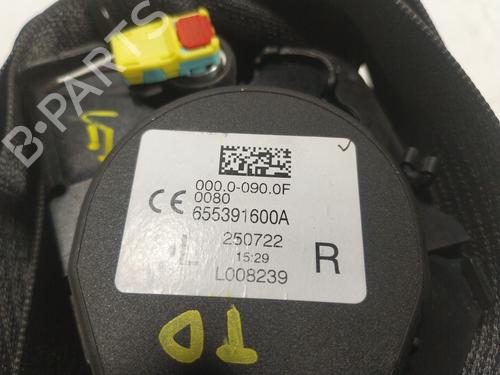 B-PARTS
000.0-090.0F
0080
CE 655391600A
L 250722 R
15:29
L008239
TD